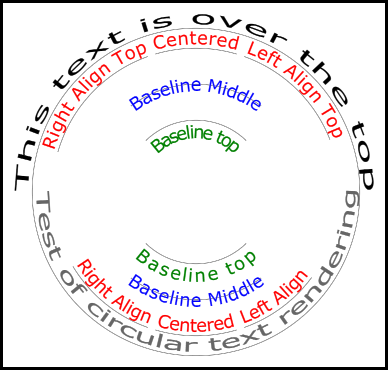 This text is over the top
Right Align Top
Centered
Left Align Top
Baseline Middle
Baseline top
Baseline top
Baseline Middle
Right Align
Centered
Left Align
Test of circular text rendering